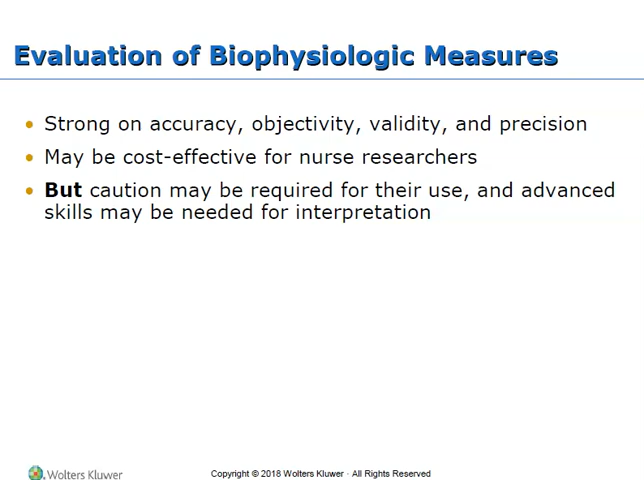 Evaluation of Biophysiologic Measures
• Strong on accuracy, objectivity, validity, and precision
• May be cost-effective for nurse researchers
• But caution may be required for their use, and advanced
skills may be needed for interpretation
Wolters Kluwer
Copyright © 2018 Wolters Kluwer · All Rights Reserved